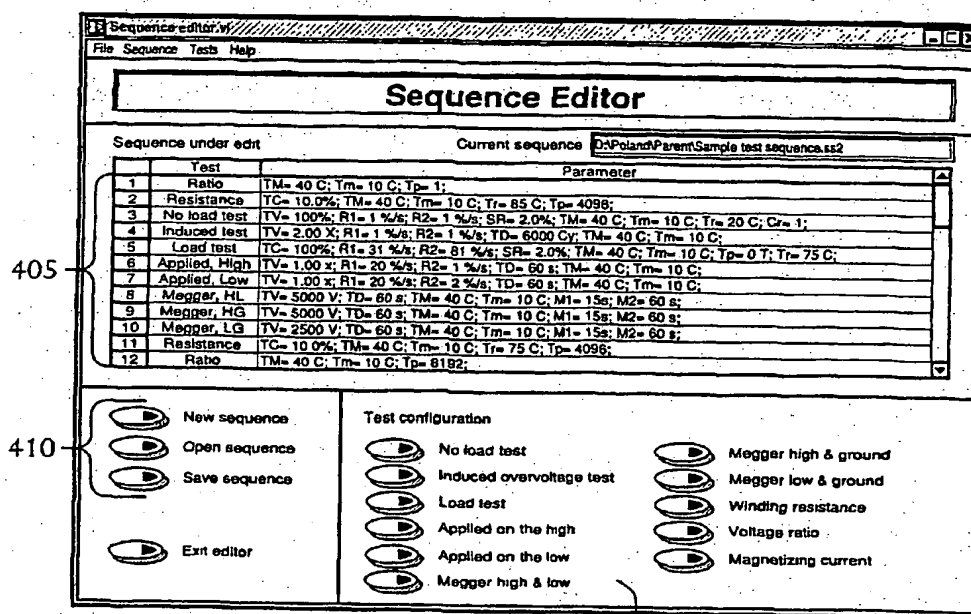 Sequence editor.vi
File Sequence Tests Help
Sequence Editor
Sequence under edit Current sequence D:\Poland\Parent\Sample test sequence.ss2
Test Parameter
1 Ratio TM= 40 C; Tm= 10 C; Tp= 1;
2 Resistance TC= 10.0%; TM= 40 C; Tm= 10 C; Tr= 85 C; Tp= 4096;
3 No load test TV= 100%; R1= 1 %/s; R2= 1 %/s; SR= 2.0%; TM= 40 C; Tm= 10 C; Tr= 20 C; Cr= 1;
4 Induced test TV= 2.00 X; R1= 1 %/s; R2= 1 %/s; TD= 6000 Cy; TM= 40 C; Tm= 10 C;
5 Load test TC= 100%; R1= 31 %/s; R2= 81 %/s; SR= 2.0%; TM= 40 C; Tm= 10 C; Tp= 0 T; Tr= 75 C;
6 Applied, High TV= 1.00 x; R1= 20 %/s; R2= 1 %/s; TD= 60 s; TM= 40 C; Tm= 10 C;
7 Applied, Low TV= 1.00 x; R1= 20 %/s; R2= 2 %/s; TD= 60 s; TM= 40 C; Tm= 10 C;
8 Megger, HL TV= 5000 V; TD= 60 s; TM= 40 C; Tm= 10 C; M1= 15s; M2= 60 s;
9 Megger, HG TV= 5000 V; TD= 60 s; TM= 40 C; Tm= 10 C; M1= 15s; M2= 60 s;
10 Megger, LG TV= 2500 V; TD= 60 s; TM= 40 C; Tm= 10 C; M1= 15s; M2= 60 s;
11 Resistance TC= 10 0%; TM= 40 C; Tm= 10 C; Tr= 75 C; Tp= 4096;
12 Ratio TM= 40 C; Tm= 10 C; Tp= 8192;
405
410
New sequence
Open sequence
Save sequence
Exit editor
Test configuration
No load test
Induced overvoltage test
Load test
Applied on the high
Applied on the low
Megger high & low
Megger high & ground
Megger low & ground
Winding resistance
Voltage ratio
Magnetizing current